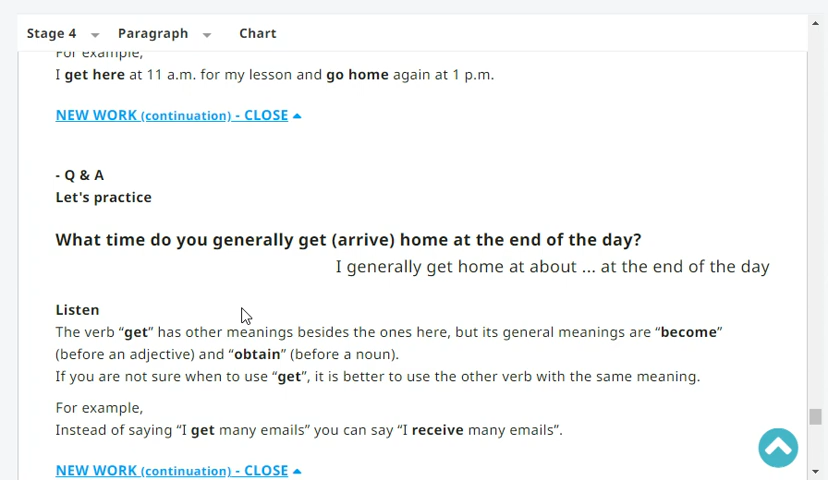 Stage 4 Paragraph Chart
For example,
I get here at 11 a.m. for my lesson and go home again at 1 p.m.
NEW WORK (continuation) - CLOSE
- Q & A
Let's practice
What time do you generally get (arrive) home at the end of the day?
I generally get home at about ... at the end of the day
Listen
The verb “get” has other meanings besides the ones here, but its general meanings are “become”
(before an adjective) and “obtain” (before a noun).
If you are not sure when to use “get”, it is better to use the other verb with the same meaning.
For example,
Instead of saying “I get many emails” you can say “I receive many emails”.
NEW WORK (continuation) - CLOSE